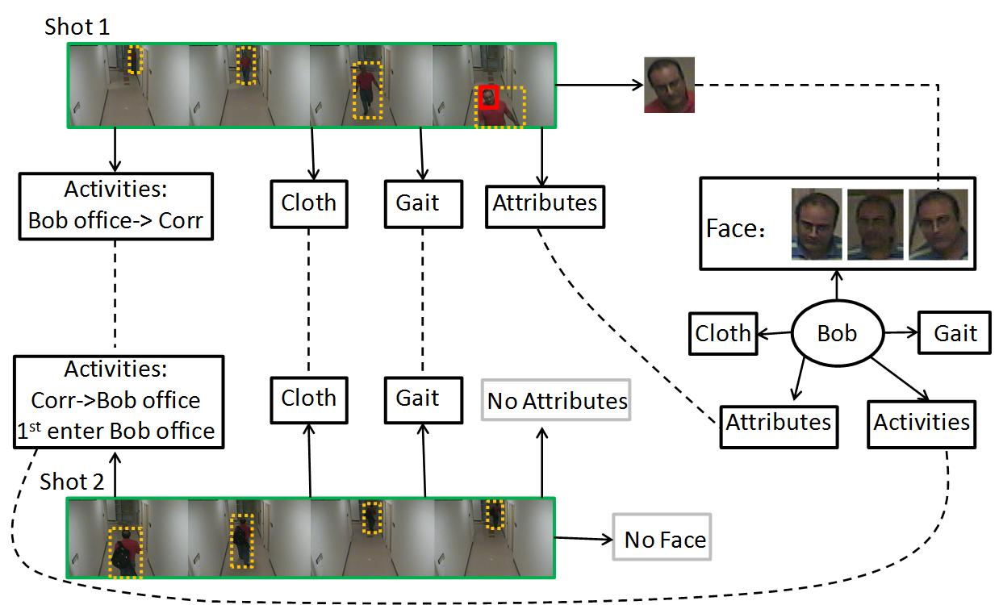 Shot 1
Activities:
Bob office-> Corr
Cloth
Gait
Attributes
Face：
Cloth
Bob
Gait
Attributes
Activities
Activities:
Corr->Bob office
1st enter Bob office
Cloth
Gait
No Attributes
Shot 2
No Face